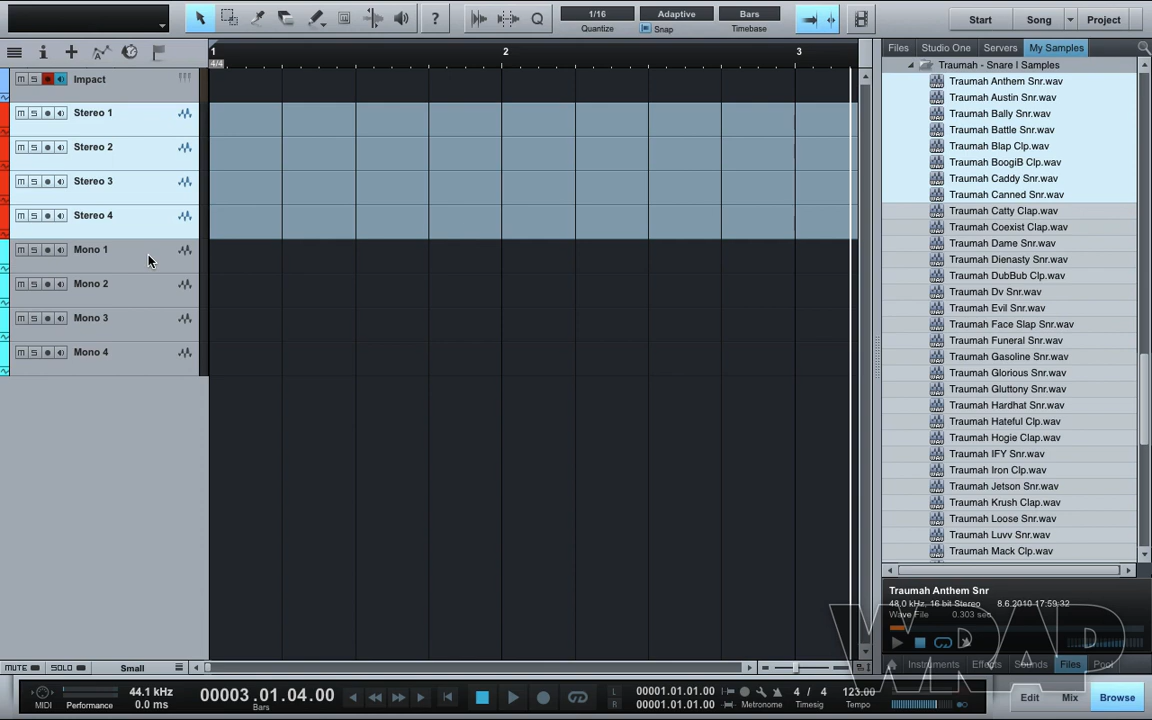 1/16
Quantize
Adaptive
Snap
Bars
Timebase
Start
Song
Project
?
1
2
3
4/4
Files
Studio One
Servers
My Samples
M S Impact
M S Stereo 1
M S Stereo 2
M S Stereo 3
M S Stereo 4
M S Mono 1
M S Mono 2
M S Mono 3
M S Mono 4
Traumah - Snare l Samples
Traumah Anthem Snr.wav
Traumah Austin Snr.wav
Traumah Bally Snr.wav
Traumah Battle Snr.wav
Traumah Blap Clp.wav
Traumah BoogiB Clp.wav
Traumah Caddy Snr.wav
Traumah Canned Snr.wav
Traumah Catty Clap.wav
Traumah Coexist Clap.wav
Traumah Dame Snr.wav
Traumah Dienasty Snr.wav
Traumah DubBub Clp.wav
Traumah Dv Snr.wav
Traumah Evil Snr.wav
Traumah Face Slap Snr.wav
Traumah Funeral Snr.wav
Traumah Gasoline Snr.wav
Traumah Glorious Snr.wav
Traumah Gluttony Snr.wav
Traumah Hardhat Snr.wav
Traumah Hateful Clp.wav
Traumah Hogie Clap.wav
Traumah IFY Snr.wav
Traumah Iron Clp.wav
Traumah Jetson Snr.wav
Traumah Krush Clap.wav
Traumah Loose Snr.wav
Traumah Luvv Snr.wav
Traumah Mack Clp.wav
Traumah Anthem Snr
48.0 kHz, 16 bit Stereo 8.6.2010 17:59:32
Wave File 0.303 sec
WRAP
Instruments
Effects
Sounds
Files
Pool
MUTE
SOLO
Small
MIDI
Performance
44.1 kHz
0.0 ms
00003.01.04.00
Bars
L 00001.01.01.00
R 00001.01.01.00
Metronome
4 / 4
Timesig
123.00
Tempo
Edit
Mix
Browse